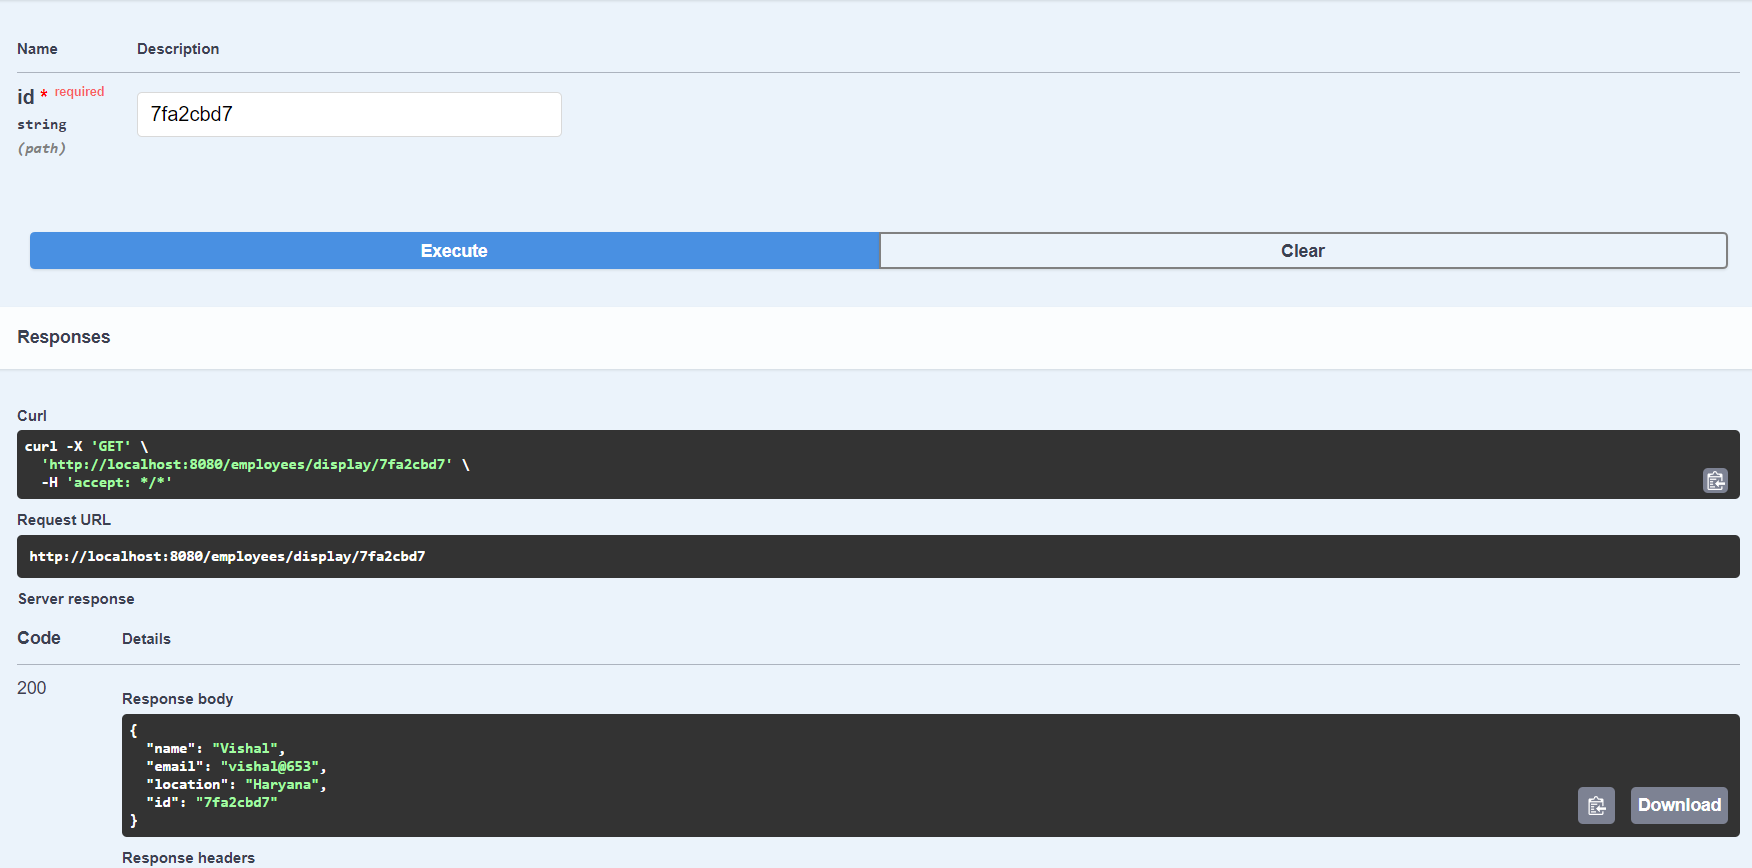 Name Description
id * required
string
(path)
7fa2cbd7
Execute Clear
Responses
Curl
curl -X 'GET' \
  'http://localhost:8080/employees/display/7fa2cbd7' \
  -H 'accept: */*'
Request URL
http://localhost:8080/employees/display/7fa2cbd7
Server response
Code Details
200
Response body
{
  "name": "Vishal",
  "email": "vishal@653",
  "location": "Haryana",
  "id": "7fa2cbd7"
}
Download
Response headers